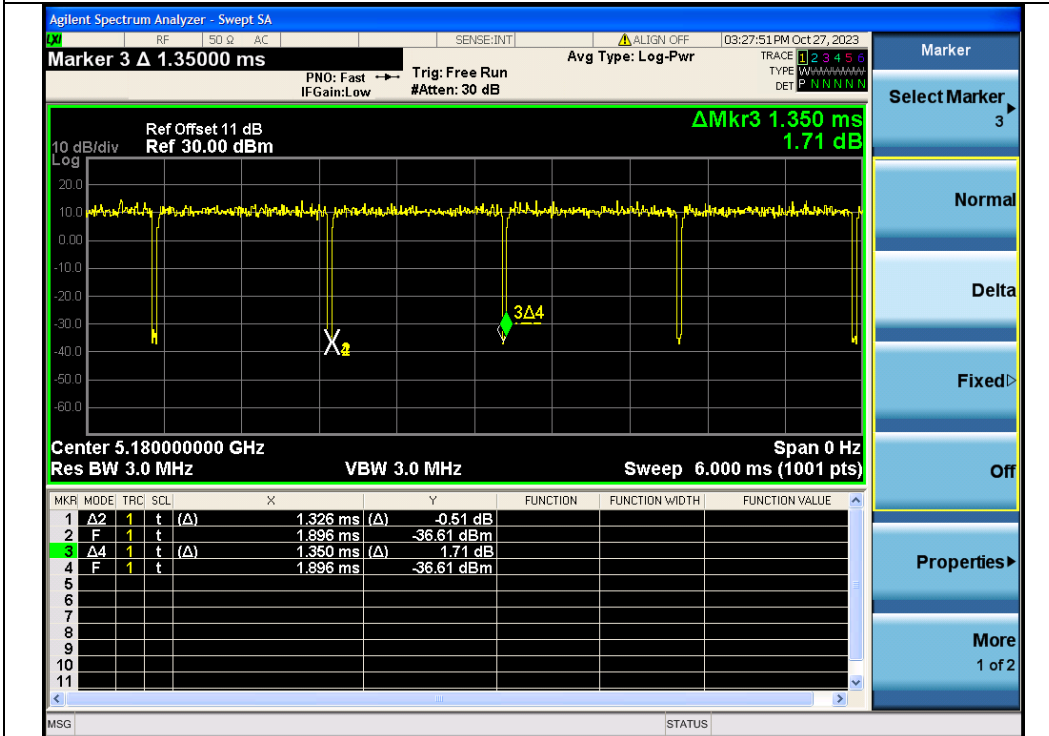 Agilent Spectrum Analyzer - Swept SA
LXI RF 50 Ω AC SENSE:INT ALIGN OFF 03:27:51 PM Oct 27, 2023
Marker 3 Δ 1.35000 ms
Avg Type: Log-Pwr
TRACE 1 2 3 4 5 6
TYPE W
DET P N N N N N
PNO: Fast
IFGain:Low
Trig: Free Run
#Atten: 30 dB
ΔMkr3 1.350 ms
1.71 dB
Ref Offset 11 dB
Ref 30.00 dBm
10 dB/div
Log
20.0
10.0
0.00
-10.0
-20.0
-30.0
-40.0
-50.0
-60.0
3Δ4
X
Center 5.180000000 GHz Span 0 Hz
Res BW 3.0 MHz VBW 3.0 MHz Sweep 6.000 ms (1001 pts)
MKR MODE TRC SCL X Y FUNCTION FUNCTION WIDTH FUNCTION VALUE
1 Δ2 1 t (Δ) 1.326 ms (Δ) -0.51 dB
2 F 1 t 1.896 ms -36.61 dBm
3 Δ4 1 t (Δ) 1.350 ms (Δ) 1.71 dB
4 F 1 t 1.896 ms -36.61 dBm
5
6
7
8
9
10
11
MSG STATUS
Marker
Select Marker
3
Normal
Delta
Fixed
Off
Properties
More
1 of 2